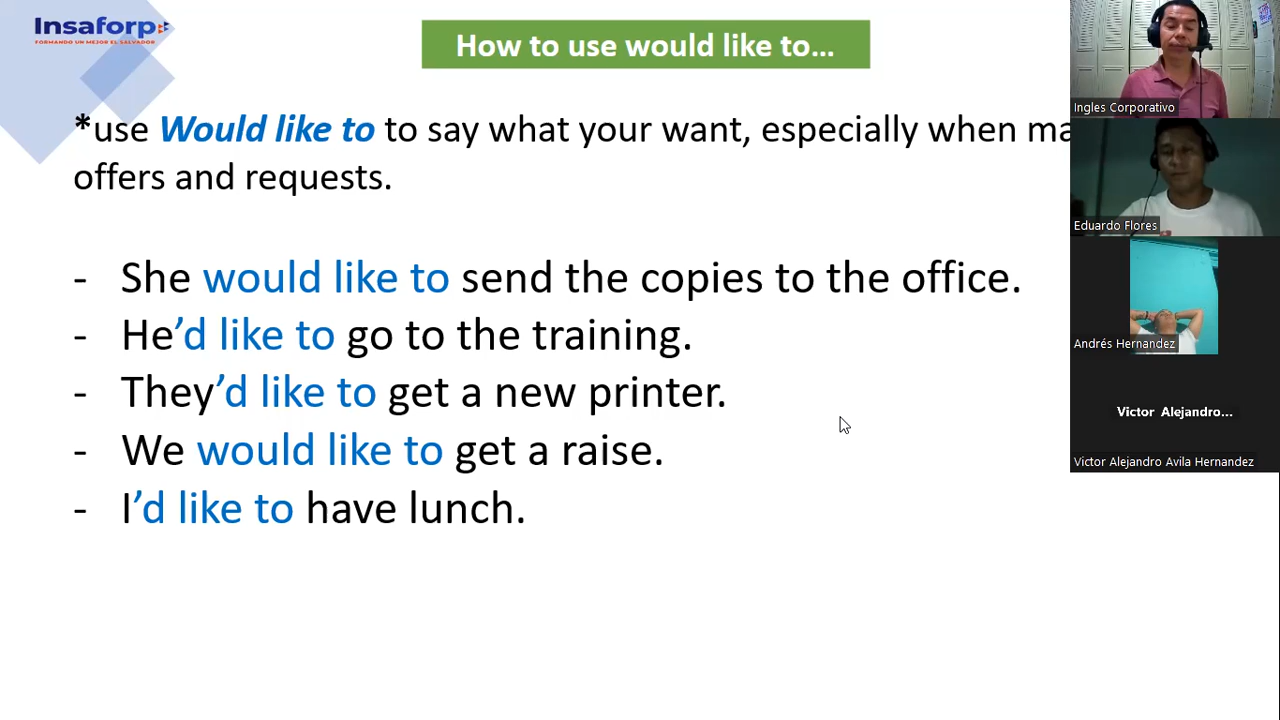 Insaforp
FORMANDO UN MEJOR EL SALVADOR
How to use would like to...
*use Would like to to say what your want, especially when ma
offers and requests.
- She would like to send the copies to the office.
- He’d like to go to the training.
- They’d like to get a new printer.
- We would like to get a raise.
- I’d like to have lunch.
Ingles Corporativo
Eduardo Flores
Andrés Hernandez
Victor Alejandro...
Victor Alejandro Avila Hernandez